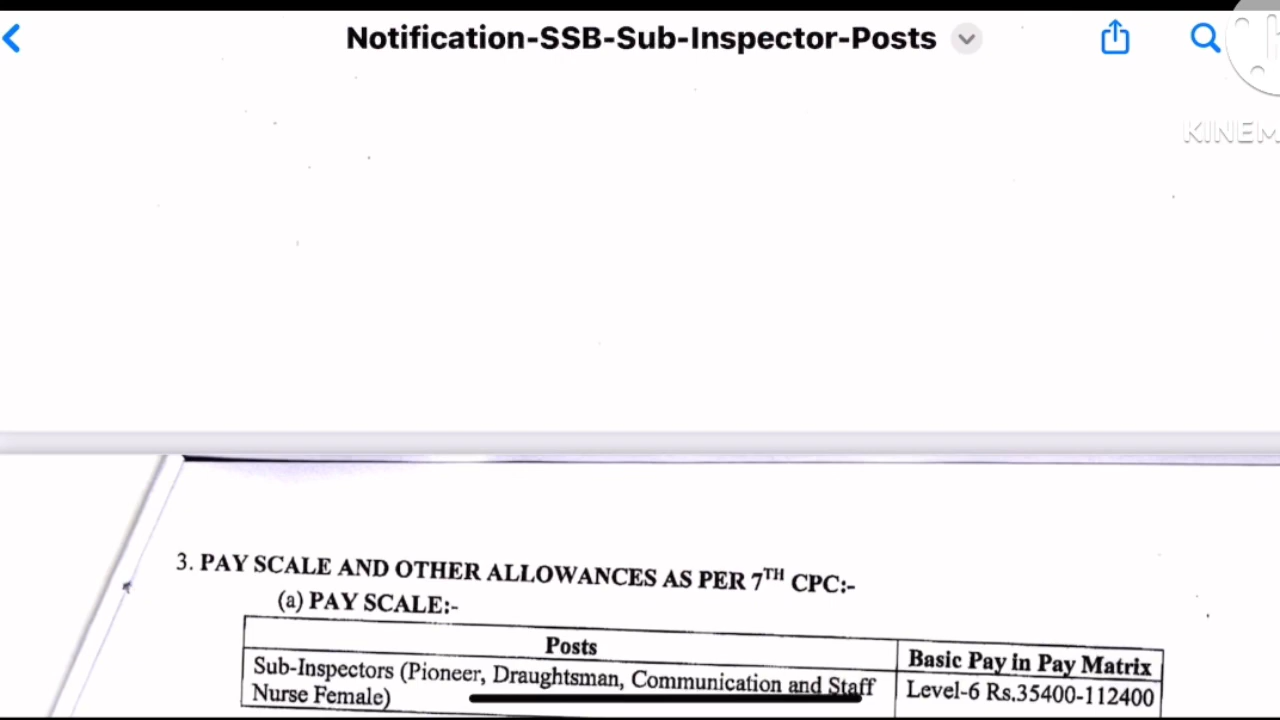 Notification-SSB-Sub-Inspector-Posts
KINEM
3. PAY SCALE AND OTHER ALLOWANCES AS PER 7TH CPC:-
(a) PAY SCALE:-
Posts
Basic Pay in Pay Matrix
Sub-Inspectors (Pioneer, Draughtsman, Communication and Staff
Nurse Female)
Level-6 Rs.35400-112400